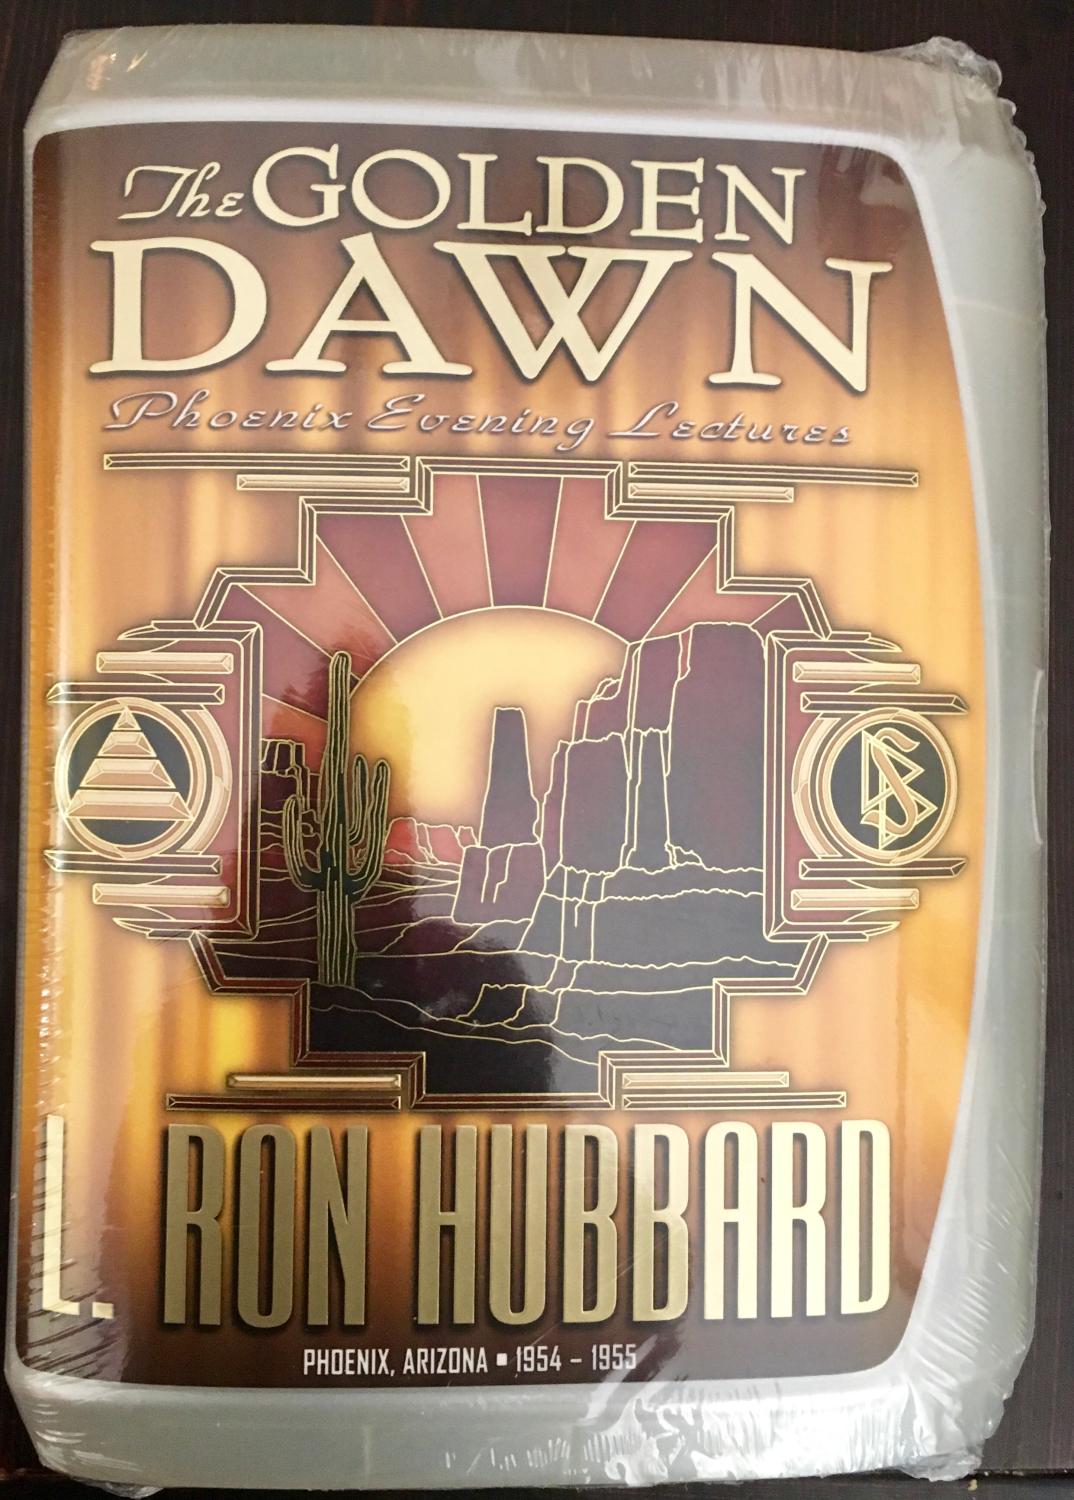 The GOLDEN
DAWN
Phoenix Evening Lectures
L. RON HUBBARD
PHOENIX, ARIZONA ▪ 1954 – 1955